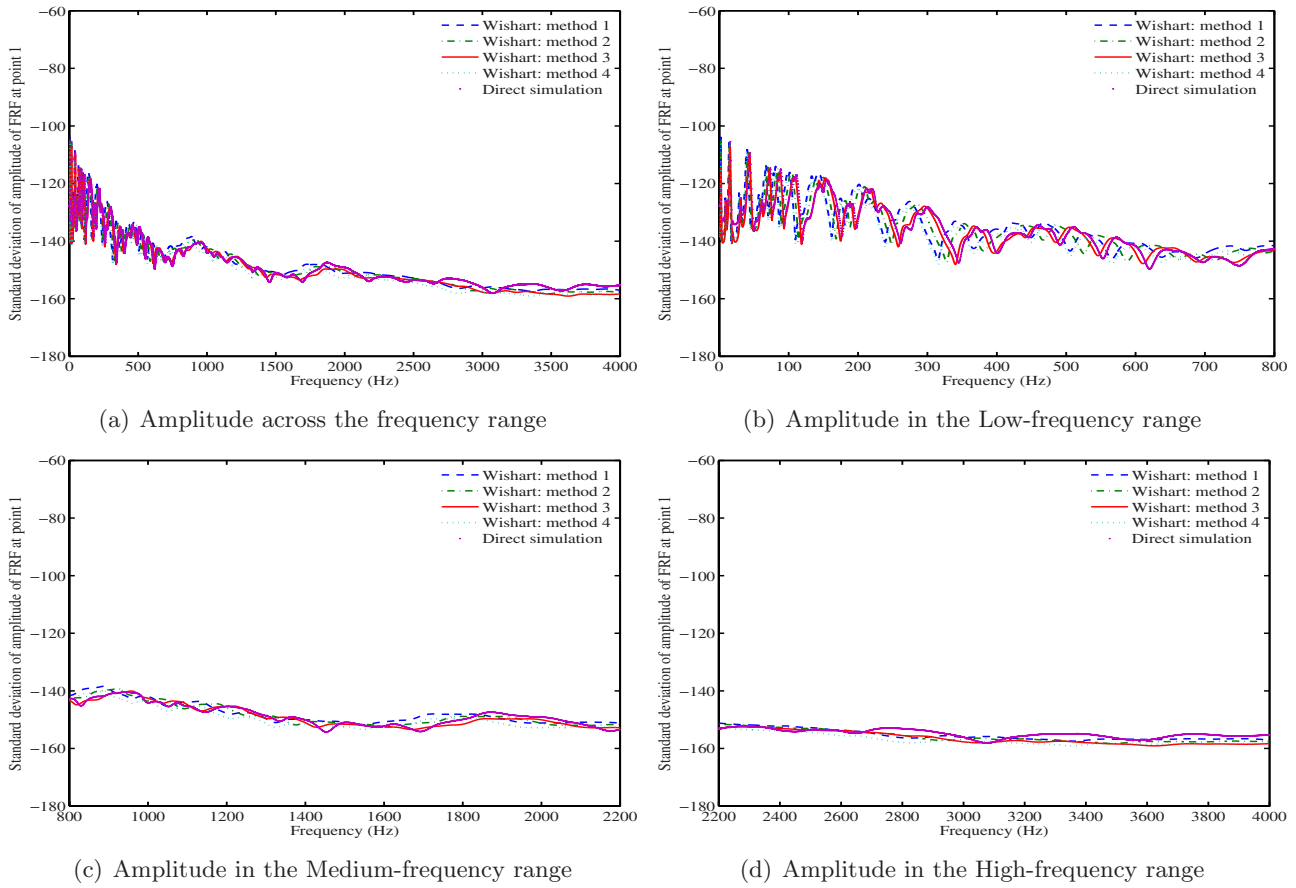 Standard deviation of amplitude of FRF at point 1
−60
−80
−100
−120
−140
−160
−180
0 500 1000 1500 2000 2500 3000 3500 4000
Frequency (Hz)
Wishart: method 1
Wishart: method 2
Wishart: method 3
Wishart: method 4
Direct simulation
(a) Amplitude across the frequency range
Standard deviation of amplitude of FRF at point 1
−60
−80
−100
−120
−140
−160
−180
0 100 200 300 400 500 600 700 800
Frequency (Hz)
Wishart: method 1
Wishart: method 2
Wishart: method 3
Wishart: method 4
Direct simulation
(b) Amplitude in the Low-frequency range
Standard deviation of amplitude of FRF at point 1
−60
−80
−100
−120
−140
−160
−180
800 1000 1200 1400 1600 1800 2000 2200
Frequency (Hz)
Wishart: method 1
Wishart: method 2
Wishart: method 3
Wishart: method 4
Direct simulation
(c) Amplitude in the Medium-frequency range
Standard deviation of amplitude of FRF at point 1
−60
−80
−100
−120
−140
−160
−180
2200 2400 2600 2800 3000 3200 3400 3600 3800 4000
Frequency (Hz)
Wishart: method 1
Wishart: method 2
Wishart: method 3
Wishart: method 4
Direct simulation
(d) Amplitude in the High-frequency range